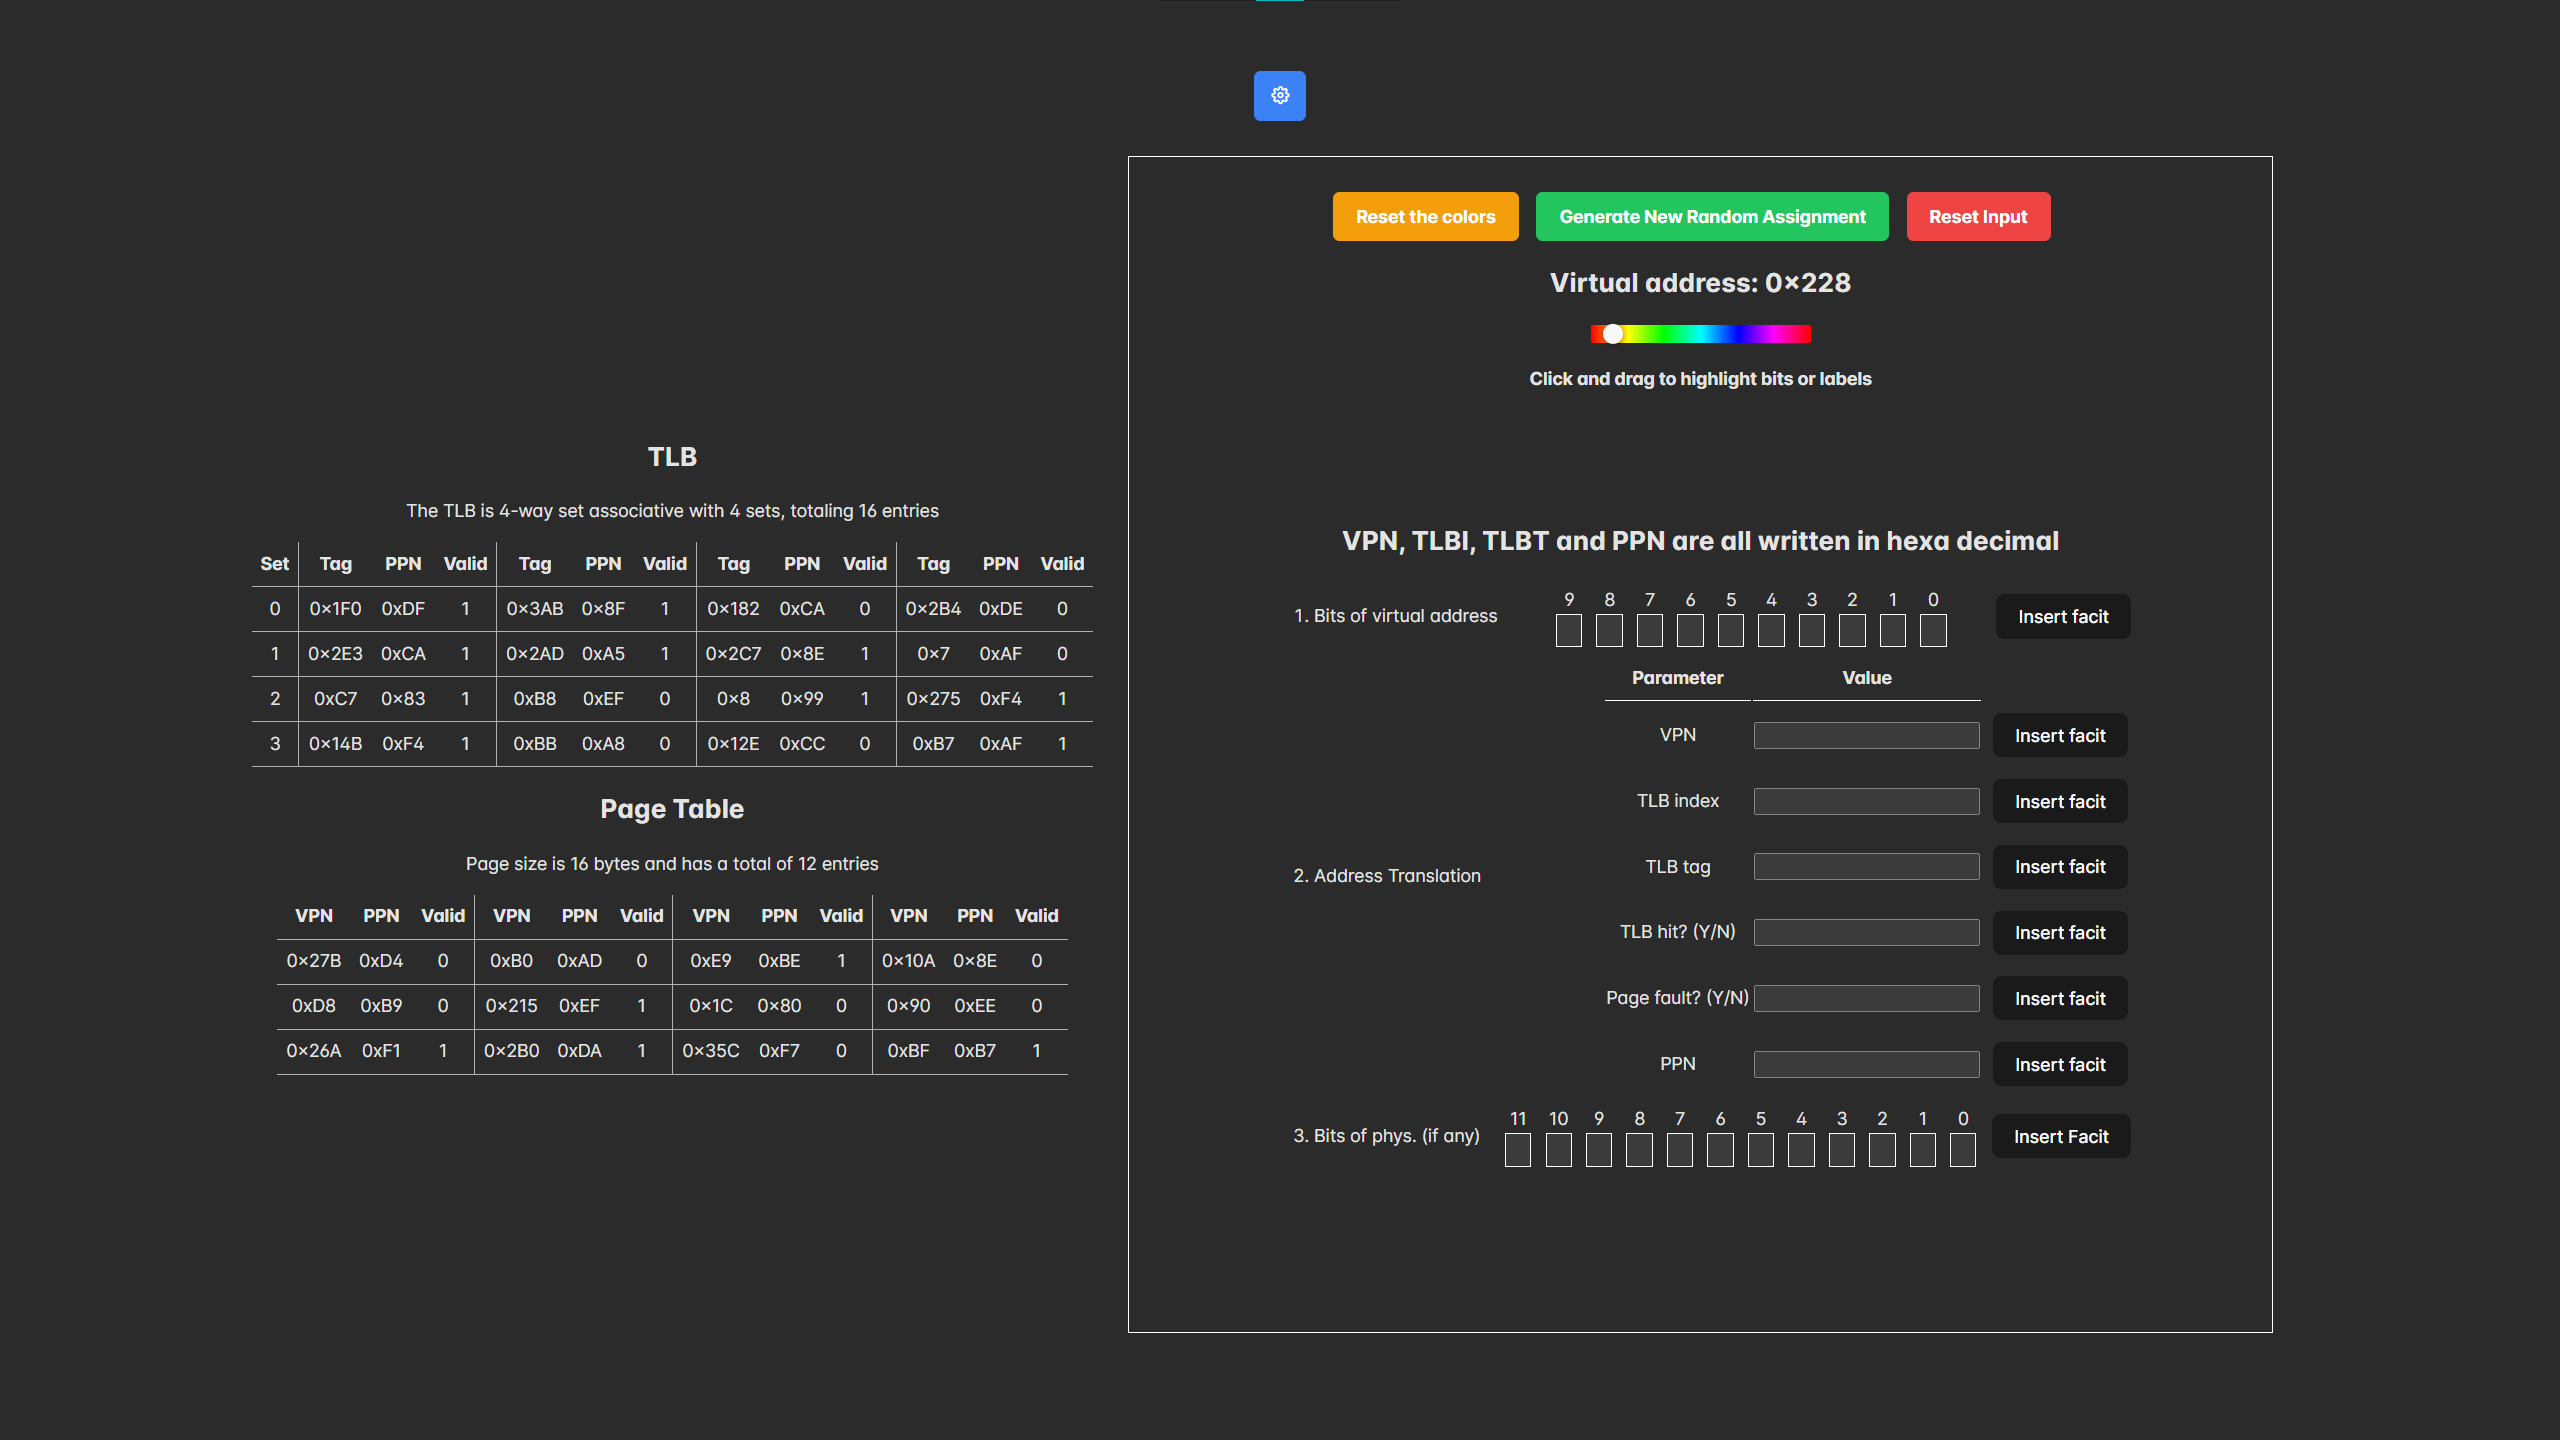 TLB
The TLB is 4-way set associative with 4 sets, totaling 16 entries
Set Tag PPN Valid Tag PPN Valid Tag PPN Valid Tag PPN Valid
0 0×1F0 0xDF 1 0×3AB 0×8F 1 0×182 0xCA 0 0×2B4 0xDE 0
1 0×2E3 0xCA 1 0×2AD 0xA5 1 0×2C7 0×8E 1 0×7 0xAF 0
2 0xC7 0×83 1 0xB8 0xEF 0 0×8 0×99 1 0×275 0xF4 1
3 0×14B 0xF4 1 0xBB 0xA8 0 0×12E 0xCC 0 0xB7 0xAF 1
Page Table
Page size is 16 bytes and has a total of 12 entries
VPN PPN Valid VPN PPN Valid VPN PPN Valid VPN PPN Valid
0×27B 0xD4 0 0xB0 0xAD 0 0xE9 0xBE 1 0×10A 0×8E 0
0xD8 0xB9 0 0×215 0xEF 1 0×1C 0×80 0 0×90 0xEE 0
0×26A 0xF1 1 0×2B0 0xDA 1 0×35C 0xF7 0 0xBF 0xB7 1
Reset the colors Generate New Random Assignment Reset Input
Virtual address: 0×228
Click and drag to highlight bits or labels
VPN, TLBI, TLBT and PPN are all written in hexa decimal
9 8 7 6 5 4 3 2 1 0
1. Bits of virtual address Insert facit
Parameter Value
VPN Insert facit
TLB index Insert facit
TLB tag Insert facit
2. Address Translation
TLB hit? (Y/N) Insert facit
Page fault? (Y/N) Insert facit
PPN Insert facit
11 10 9 8 7 6 5 4 3 2 1 0
3. Bits of phys. (if any) Insert Facit